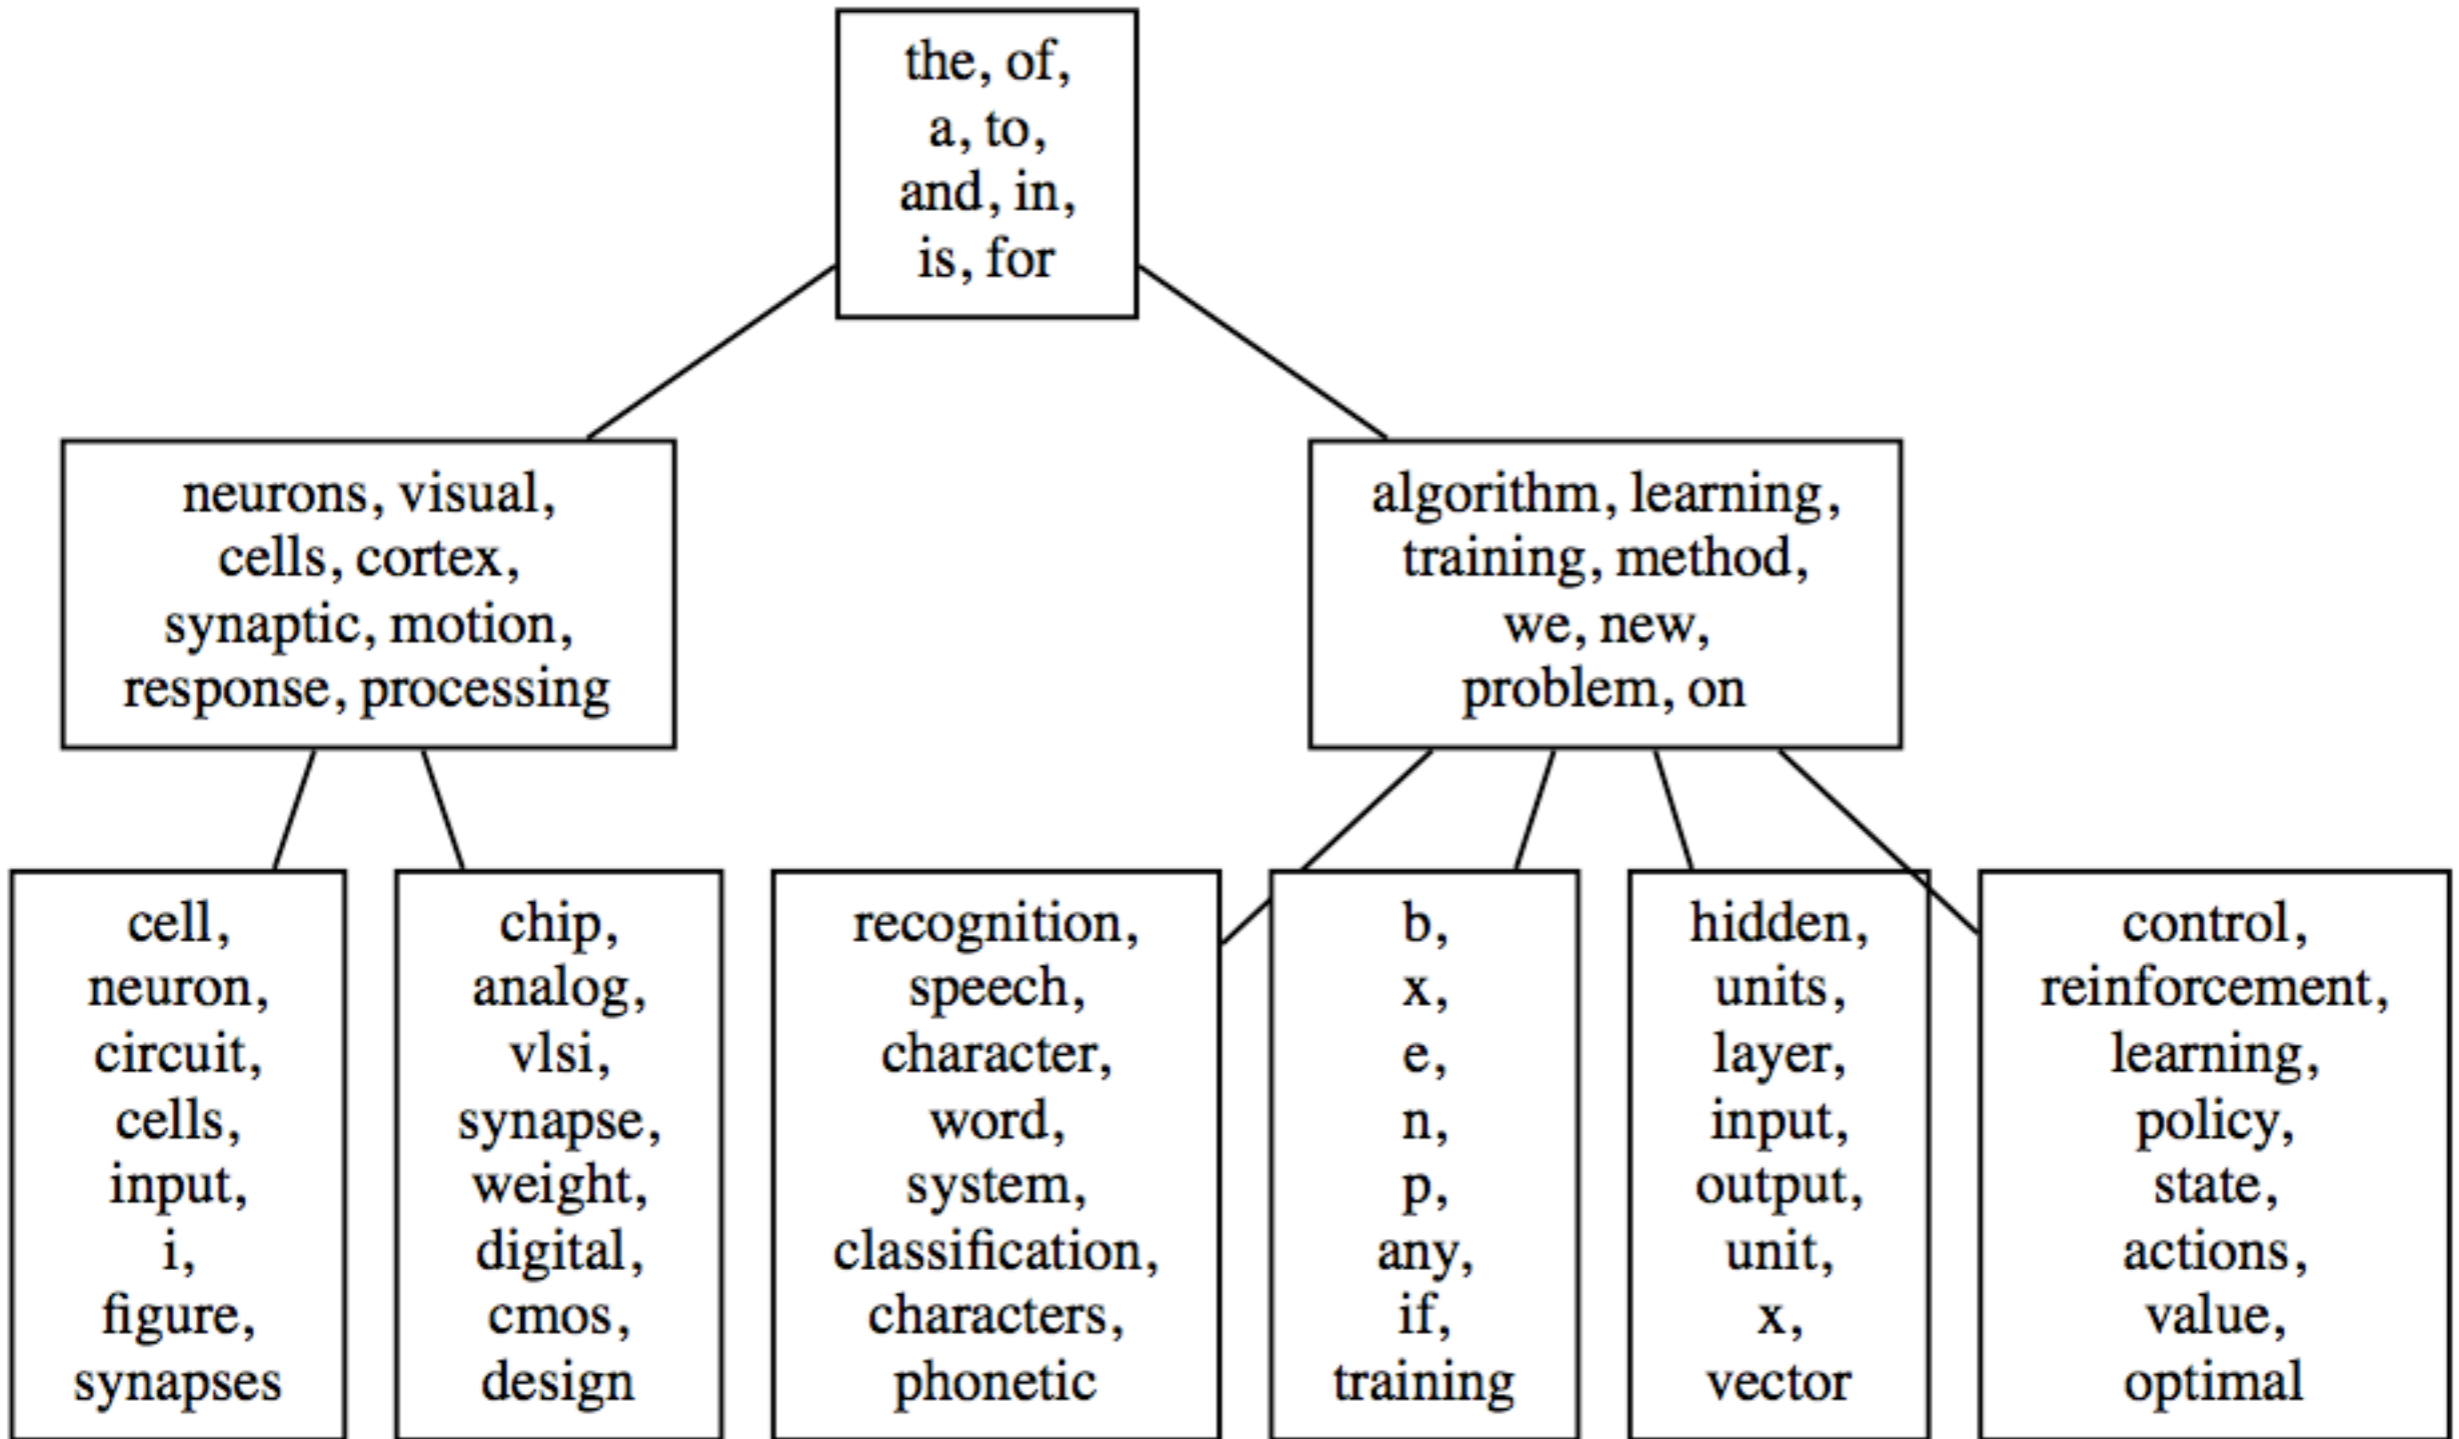 the, of,
a, to,
and, in,
is, for
neurons, visual,
cells, cortex,
synaptic, motion,
response, processing
algorithm, learning,
training, method,
we, new,
problem, on
cell,
neuron,
circuit,
cells,
input,
i,
figure,
synapses
chip,
analog,
vlsi,
synapse,
weight,
digital,
cmos,
design
recognition,
speech,
character,
word,
system,
classification,
characters,
phonetic
b,
x,
e,
n,
p,
any,
if,
training
hidden,
units,
layer,
input,
output,
unit,
x,
vector
control,
reinforcement,
learning,
policy,
state,
actions,
value,
optimal